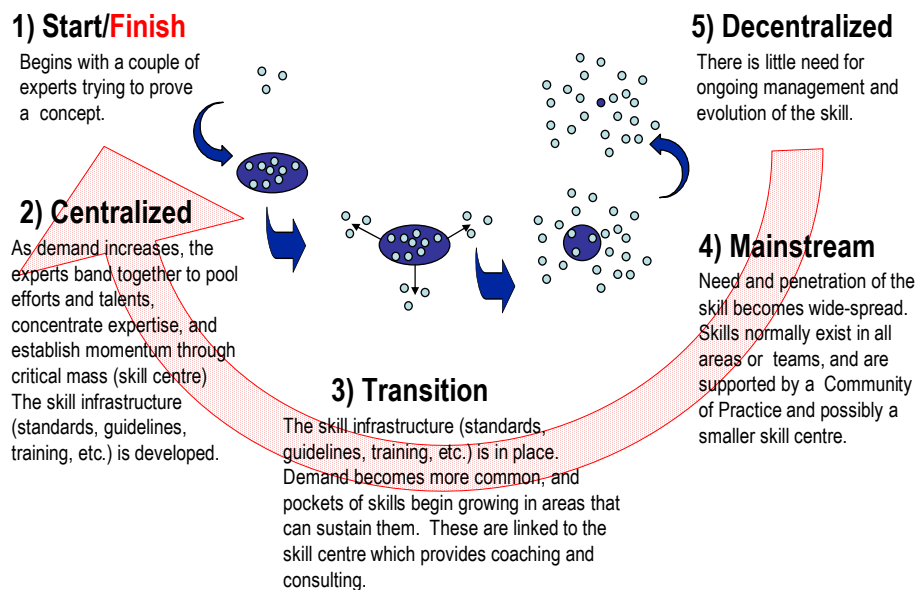 1) Start/Finish
Begins with a couple of
experts trying to prove
a concept.
2) Centralized
As demand increases, the
experts band together to pool
efforts and talents,
concentrate expertise, and
establish momentum through
critical mass (skill centre)
The skill infrastructure
(standards, guidelines,
training, etc.) is developed.
3) Transition
The skill infrastructure (standards,
guidelines, training, etc.) is in place.
Demand becomes more common, and
pockets of skills begin growing in areas that
can sustain them. These are linked to the
skill centre which provides coaching and
consulting.
4) Mainstream
Need and penetration of the
skill becomes wide-spread.
Skills normally exist in all
areas or teams, and are
supported by a Community
of Practice and possibly a
smaller skill centre.
5) Decentralized
There is little need for
ongoing management and
evolution of the skill.